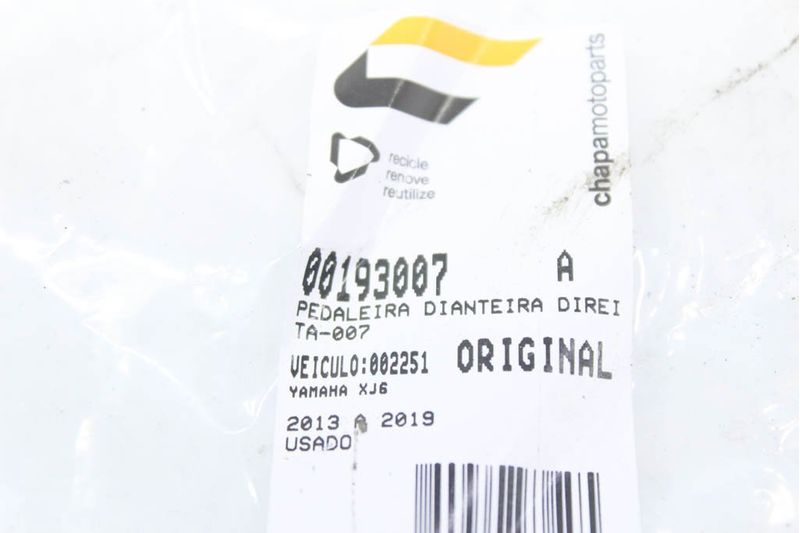 chapamotoparts
recicle
renove
reutilize
00193007 A
PEDALEIRA DIANTEIRA DIREI
TA-007
VEICULO:002251 ORIGINAL
YAMAHA XJ6
2013 A 2019
USADO